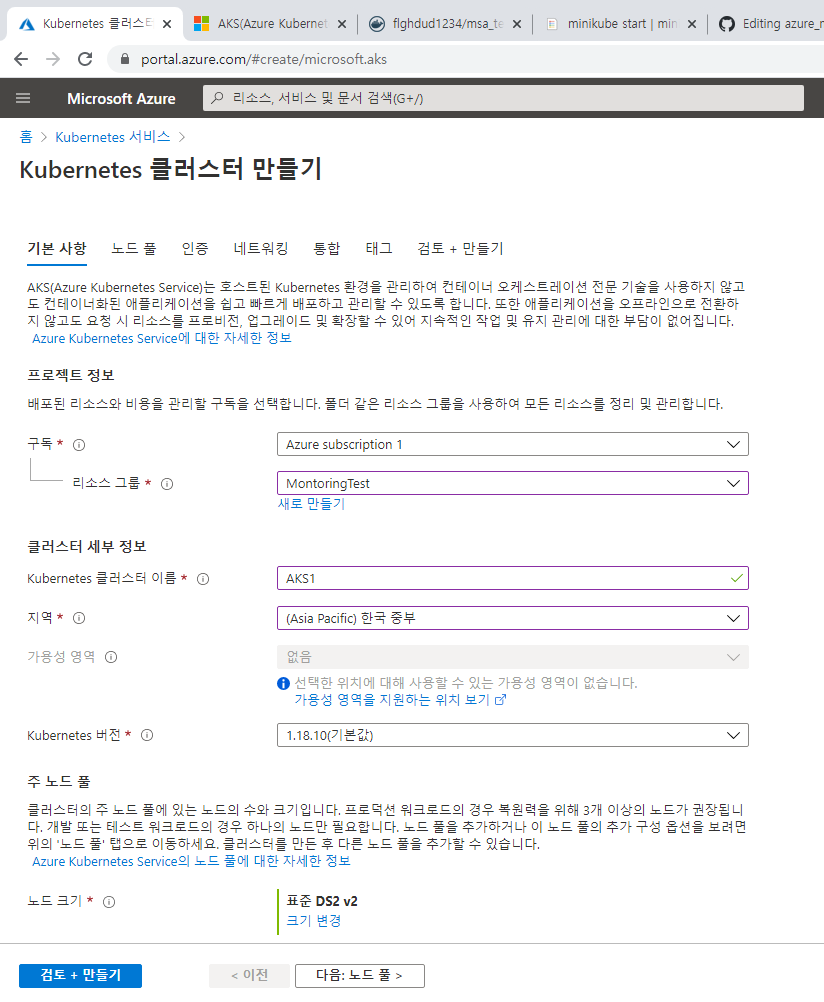 Kubernetes 클러스터
AKS(Azure Kubernet
flghdud1234/msa_te
minikube start | min
Editing azure_m
portal.azure.com/#create/microsoft.aks
Microsoft Azure
리소스, 서비스 및 문서 검색(G+/)
홈 > Kubernetes 서비스 >
Kubernetes 클러스터 만들기
기본 사항 노드 풀 인증 네트워킹 통합 태그 검토 + 만들기
AKS(Azure Kubernetes Service)는 호스트된 Kubernetes 환경을 관리하여 컨테이너 오케스트레이션 전문 기술을 사용하지 않고
도 컨테이너화된 애플리케이션을 쉽고 빠르게 배포하고 관리할 수 있도록 합니다. 또한 애플리케이션을 오프라인으로 전환하
지 않고도 요청 시 리소스를 프로비전, 업그레이드 및 확장할 수 있어 지속적인 작업 및 유지 관리에 대한 부담이 없어집니다.
Azure Kubernetes Service에 대한 자세한 정보
프로젝트 정보
배포된 리소스와 비용을 관리할 구독을 선택합니다. 폴더 같은 리소스 그룹을 사용하여 모든 리소스를 정리 및 관리합니다.
구독 * Azure subscription 1
리소스 그룹 * MontoringTest
새로 만들기
클러스터 세부 정보
Kubernetes 클러스터 이름 * AKS1
지역 * (Asia Pacific) 한국 중부
가용성 영역 없음
선택한 위치에 대해 사용할 수 있는 가용성 영역이 없습니다.
가용성 영역을 지원하는 위치 보기
Kubernetes 버전 * 1.18.10(기본값)
주 노드 풀
클러스터의 주 노드 풀에 있는 노드의 수와 크기입니다. 프로덕션 워크로드의 경우 복원력을 위해 3개 이상의 노드가 권장됩니
다. 개발 또는 테스트 워크로드의 경우 하나의 노드만 필요합니다. 노드 풀을 추가하거나 이 노드 풀의 추가 구성 옵션을 보려면
위의 '노드 풀' 탭으로 이동하세요. 클러스터를 만든 후 다른 노드 풀을 추가할 수 있습니다.
Azure Kubernetes Service의 노드 풀에 대한 자세한 정보
노드 크기 * 표준 DS2 v2
크기 변경
검토 + 만들기 < 이전 다음: 노드 풀 >